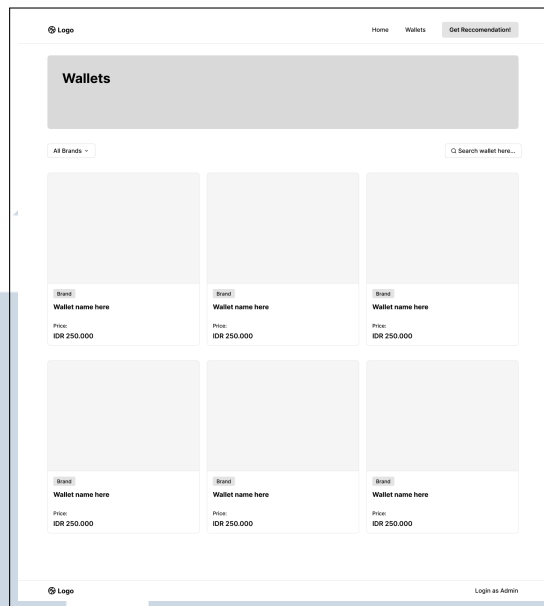 Logo
Home Wallets Get Reccomendation!
Wallets
All Brands
Search wallet here...
Brand
Wallet name here
Price:
IDR 250.000
Brand
Wallet name here
Price:
IDR 250.000
Brand
Wallet name here
Price:
IDR 250.000
Brand
Wallet name here
Price:
IDR 250.000
Brand
Wallet name here
Price:
IDR 250.000
Brand
Wallet name here
Price:
IDR 250.000
Logo
Login as Admin